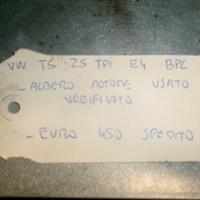 VW T5 2.5 TDI E4 BPC
- ALBERO MOTORE USATO
VERIFICATO
- EURO 450 SPEDITO